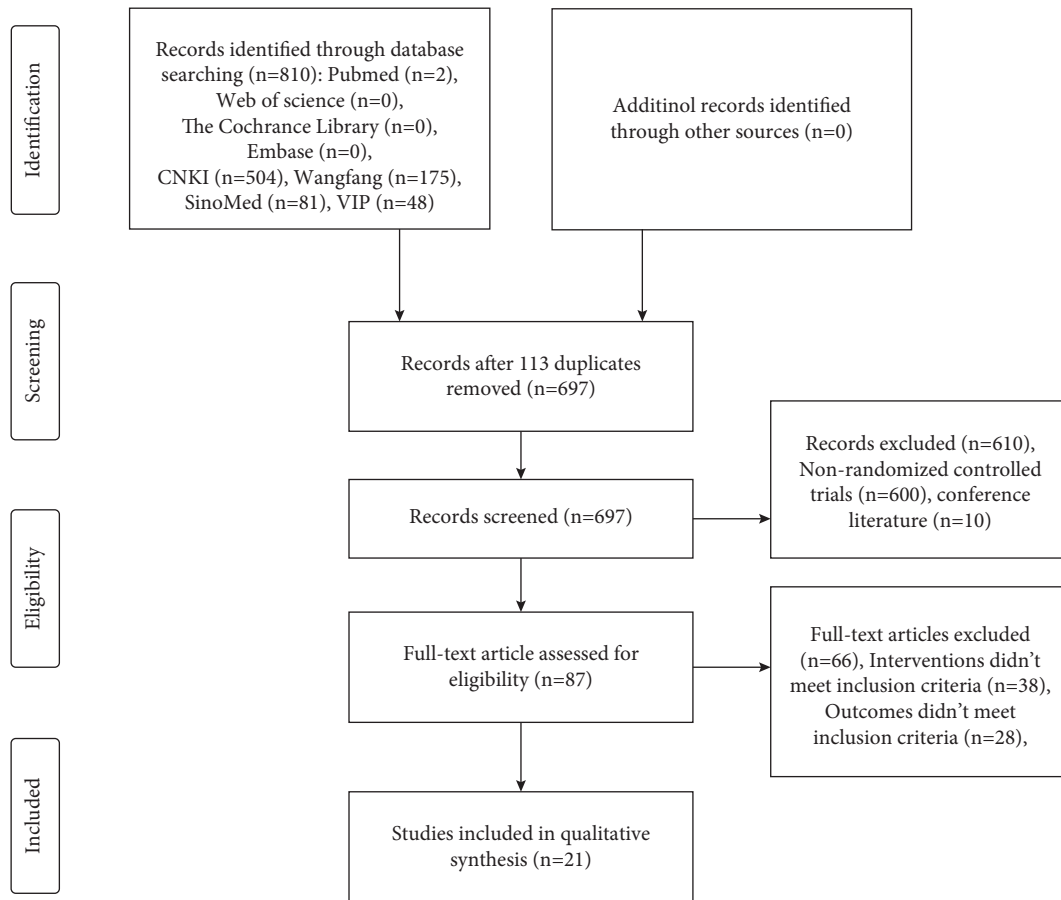 Identification
Records identified through database
searching (n=810): Pubmed (n=2),
Web of science (n=0),
The Cochrance Library (n=0),
Embase (n=0),
CNKI (n=504), Wangfang (n=175),
SinoMed (n=81), VIP (n=48)
Additinol records identified
through other sources (n=0)
Screening
Records after 113 duplicates
removed (n=697)
Records screened (n=697)
Records excluded (n=610),
Non-randomized controlled
trials (n=600), conference
literature (n=10)
Eligibility
Full-text article assessed for
eligibility (n=87)
Full-text articles excluded
(n=66), Interventions didn't
meet inclusion criteria (n=38),
Outcomes didn't meet
inclusion criteria (n=28),
Included
Studies included in qualitative
synthesis (n=21)